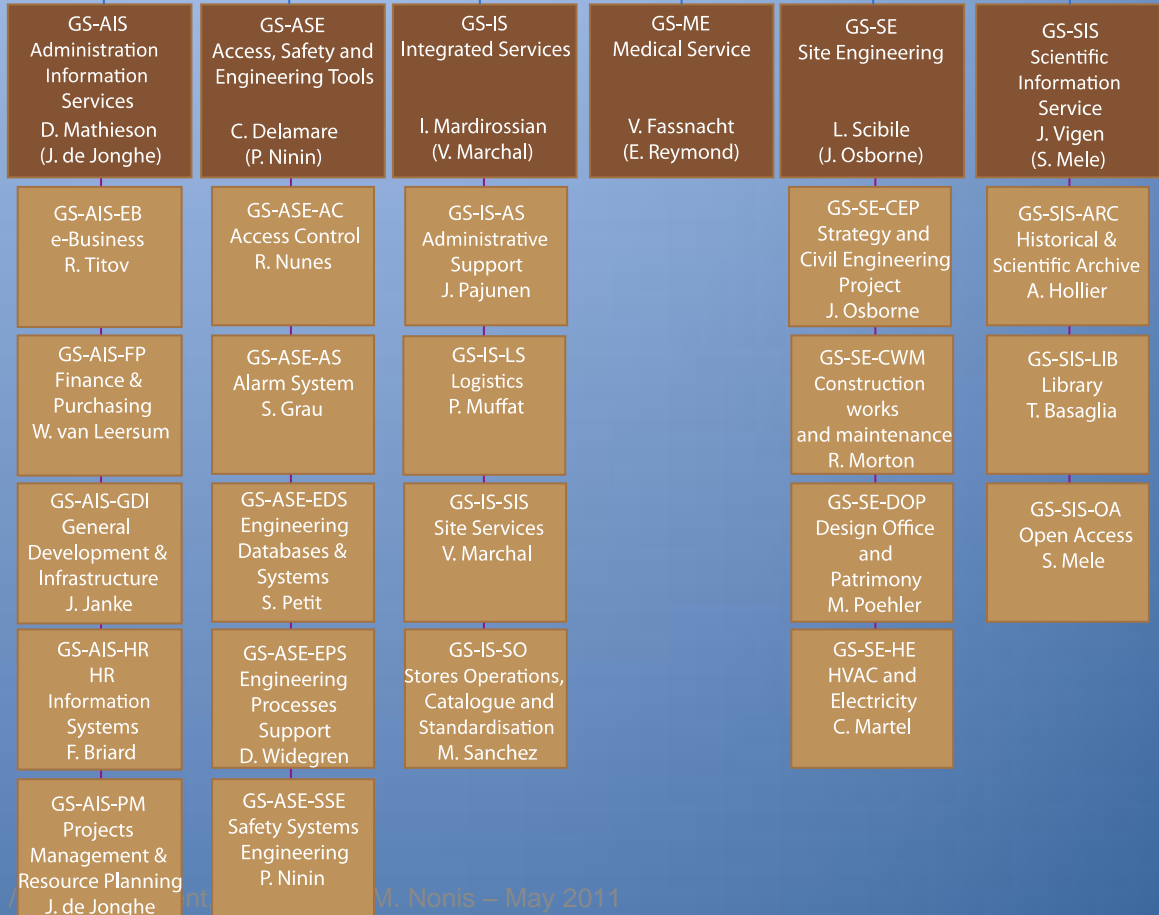 GS-AIS
Administration
Information
Services
D. Mathieson
(J. de Jonghe)
GS-AIS-EB
e-Business
R. Titov
GS-AIS-FP
Finance &
Purchasing
W. van Leersum
GS-AIS-GDI
General
Development &
Infrastructure
J. Janke
GS-AIS-HR
HR
Information
Systems
F. Briard
GS-AIS-PM
Projects
Management &
Resource Planning
J. de Jonghe
GS-ASE
Access, Safety and
Engineering Tools
C. Delamare
(P. Ninin)
GS-ASE-AC
Access Control
R. Nunes
GS-ASE-AS
Alarm System
S. Grau
GS-ASE-EDS
Engineering
Databases &
Systems
S. Petit
GS-ASE-EPS
Engineering
Processes
Support
D. Widegren
GS-ASE-SSE
Safety Systems
Engineering
P. Ninin
GS-IS
Integrated Services
I. Mardirossian
(V. Marchal)
GS-IS-AS
Administrative
Support
J. Pajunen
GS-IS-LS
Logistics
P. Muffat
GS-IS-SIS
Site Services
V. Marchal
GS-IS-SO
Stores Operations,
Catalogue and
Standardisation
M. Sanchez
GS-ME
Medical Service
V. Fassnacht
(E. Reymond)
GS-SE
Site Engineering
L. Scibile
(J. Osborne)
GS-SE-CEP
Strategy and
Civil Engineering
Project
J. Osborne
GS-SE-CWM
Construction
works
and maintenance
R. Morton
GS-SE-DOP
Design Office
and
Patrimony
M. Poehler
GS-SE-HE
HVAC and
Electricity
C. Martel
GS-SIS
Scientific
Information
Service
J. Vigen
(S. Mele)
GS-SIS-ARC
Historical &
Scientific Archive
A. Hollier
GS-SIS-LIB
Library
T. Basaglia
GS-SIS-OA
Open Access
S. Mele
M. Nonis – May 2011